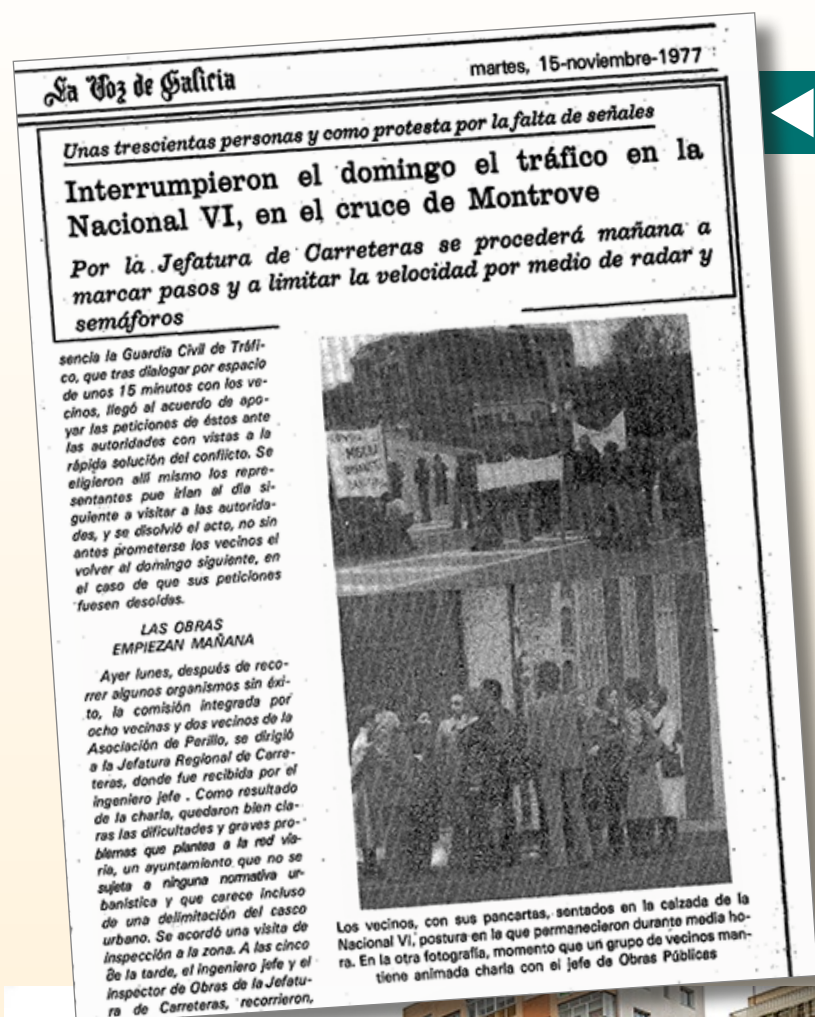 La Voz de Galicia
martes, 15-noviembre-1977
Unas trescientas personas y como protesta por la falta de señales
Interrumpieron el domingo el tráfico en la
Nacional VI, en el cruce de Montrove
Por la Jefatura de Carreteras se procederá mañana a
marcar pasos y a limitar la velocidad por medio de radar y
semáforos
sencia la Guardia Civil de Tráfi-
co, que tras dialogar por espacio
de unos 15 minutos con los ve-
cinos, llegó al acuerdo de apo-
yar las peticiones de éstos ante
las autoridades con vistas a la
rápida solución del conflicto. Se
eligieron allí mismo los repre-
sentantes pue irían al día si-
guiente a visitar a las autorida-
des, y se disolvió el acto, no sin
antes prometerse los vecinos el
volver al domingo siguiente, en
el caso de que sus peticiones
fuesen desoídas.
LAS OBRAS
EMPIEZAN MAÑANA
Ayer lunes, después de reco-
rrer algunos organismos sin éxi-
to, la comisión integrada por
ocho vecinas y dos vecinos de la
Asociación de Perillo, se dirigió
a la Jefatura Regional de Carre-
teras, donde fue recibida por el
ingeniero jefe . Como resultado
de la charla, quedaron bien cla-
ras las dificultades y graves pro-
blemas que plantea a la red via-
ria, un ayuntamiento que no se
sujeta a ninguna normativa ur-
banística y que carece incluso
de una delimitación del casco
urbano. Se acordó una visita de
inspección a la zona. A las cinco
de la tarde, el ingeniero jefe y el
inspector de Obras de la Jefatu-
ra de Carreteras, recorrieron,
Los vecinos, con sus pancartas, sentados en la calzada de la
Nacional VI, postura en la que permanecieron durante media ho-
ra. En la otra fotografía, momento que un grupo de vecinos man-
tiene animada charla con el jefe de Obras Públicas